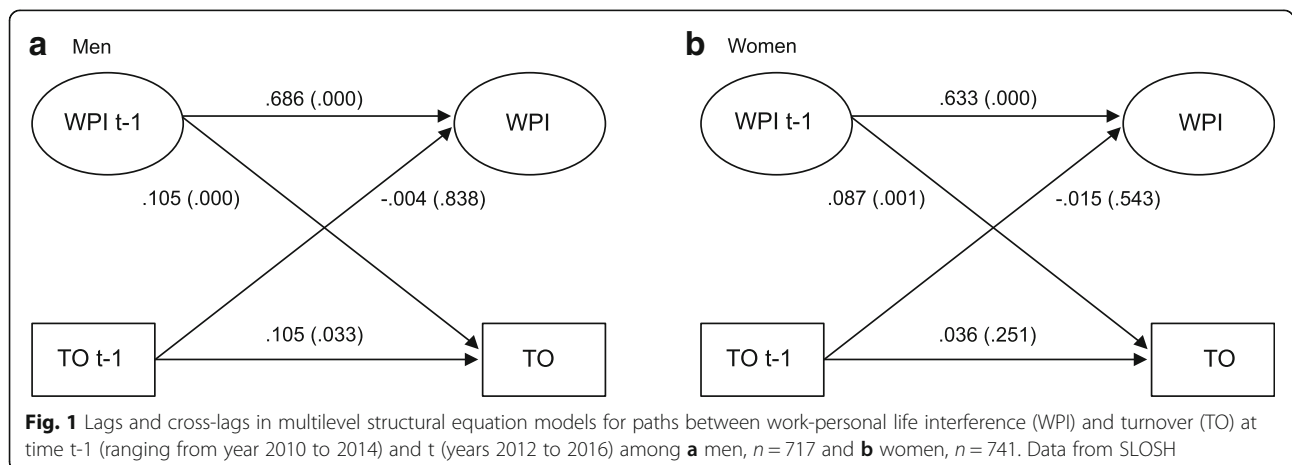 a Men
WPI t-1
.686 (.000)
WPI
.105 (.000)
-.004 (.838)
TO t-1
.105 (.033)
TO
b Women
WPI t-1
.633 (.000)
WPI
.087 (.001)
-.015 (.543)
TO t-1
.036 (.251)
TO
Fig. 1 Lags and cross-lags in multilevel structural equation models for paths between work-personal life interference (WPI) and turnover (TO) at
time t-1 (ranging from year 2010 to 2014) and t (years 2012 to 2016) among a men, n = 717 and b women, n = 741. Data from SLOSH